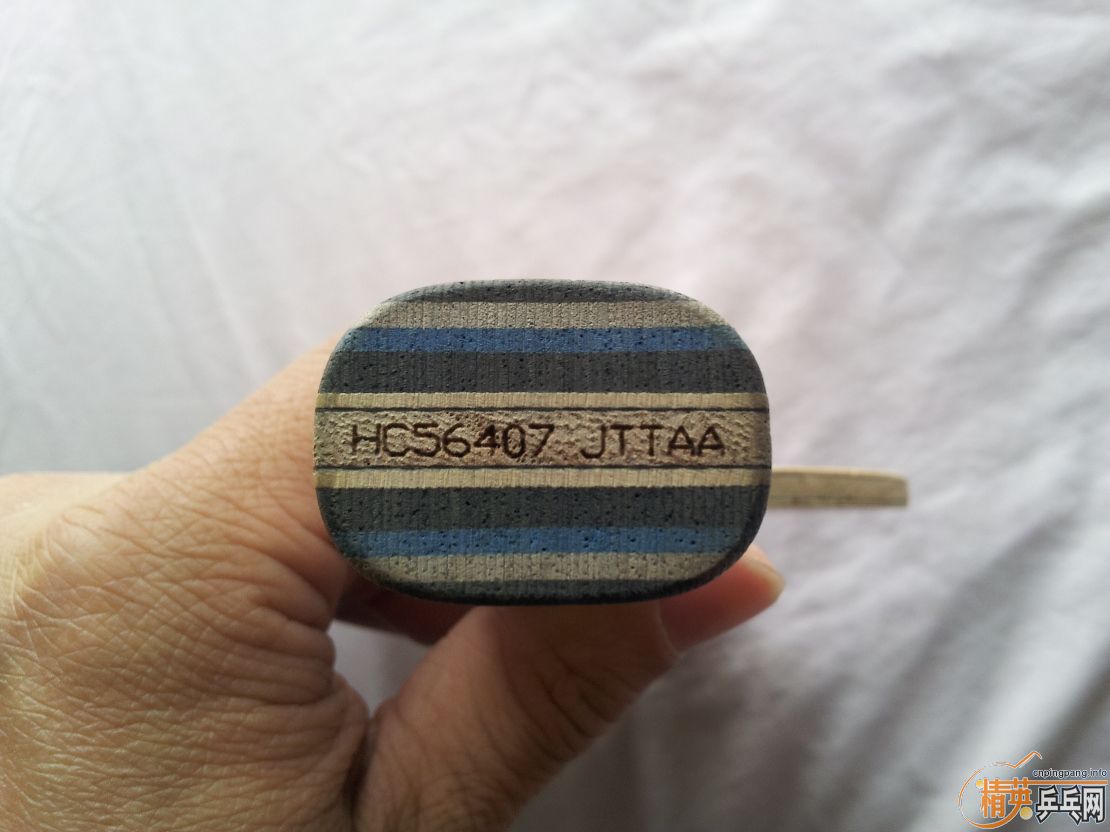 HC56407 JTTAA
cnpingpang.info
精英乒乓网